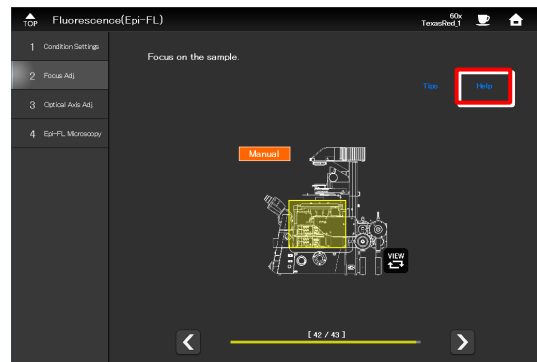 TOP
Fluorescence(Epi-FL)
60x
TexasRed_1
1 Condition Settings
2 Focus Adj.
3 Optical Axis Adj.
4 Epi-FL Microscopy
Focus on the sample.
Tips
Help
Manual
VIEW
[ 42 / 43 ]